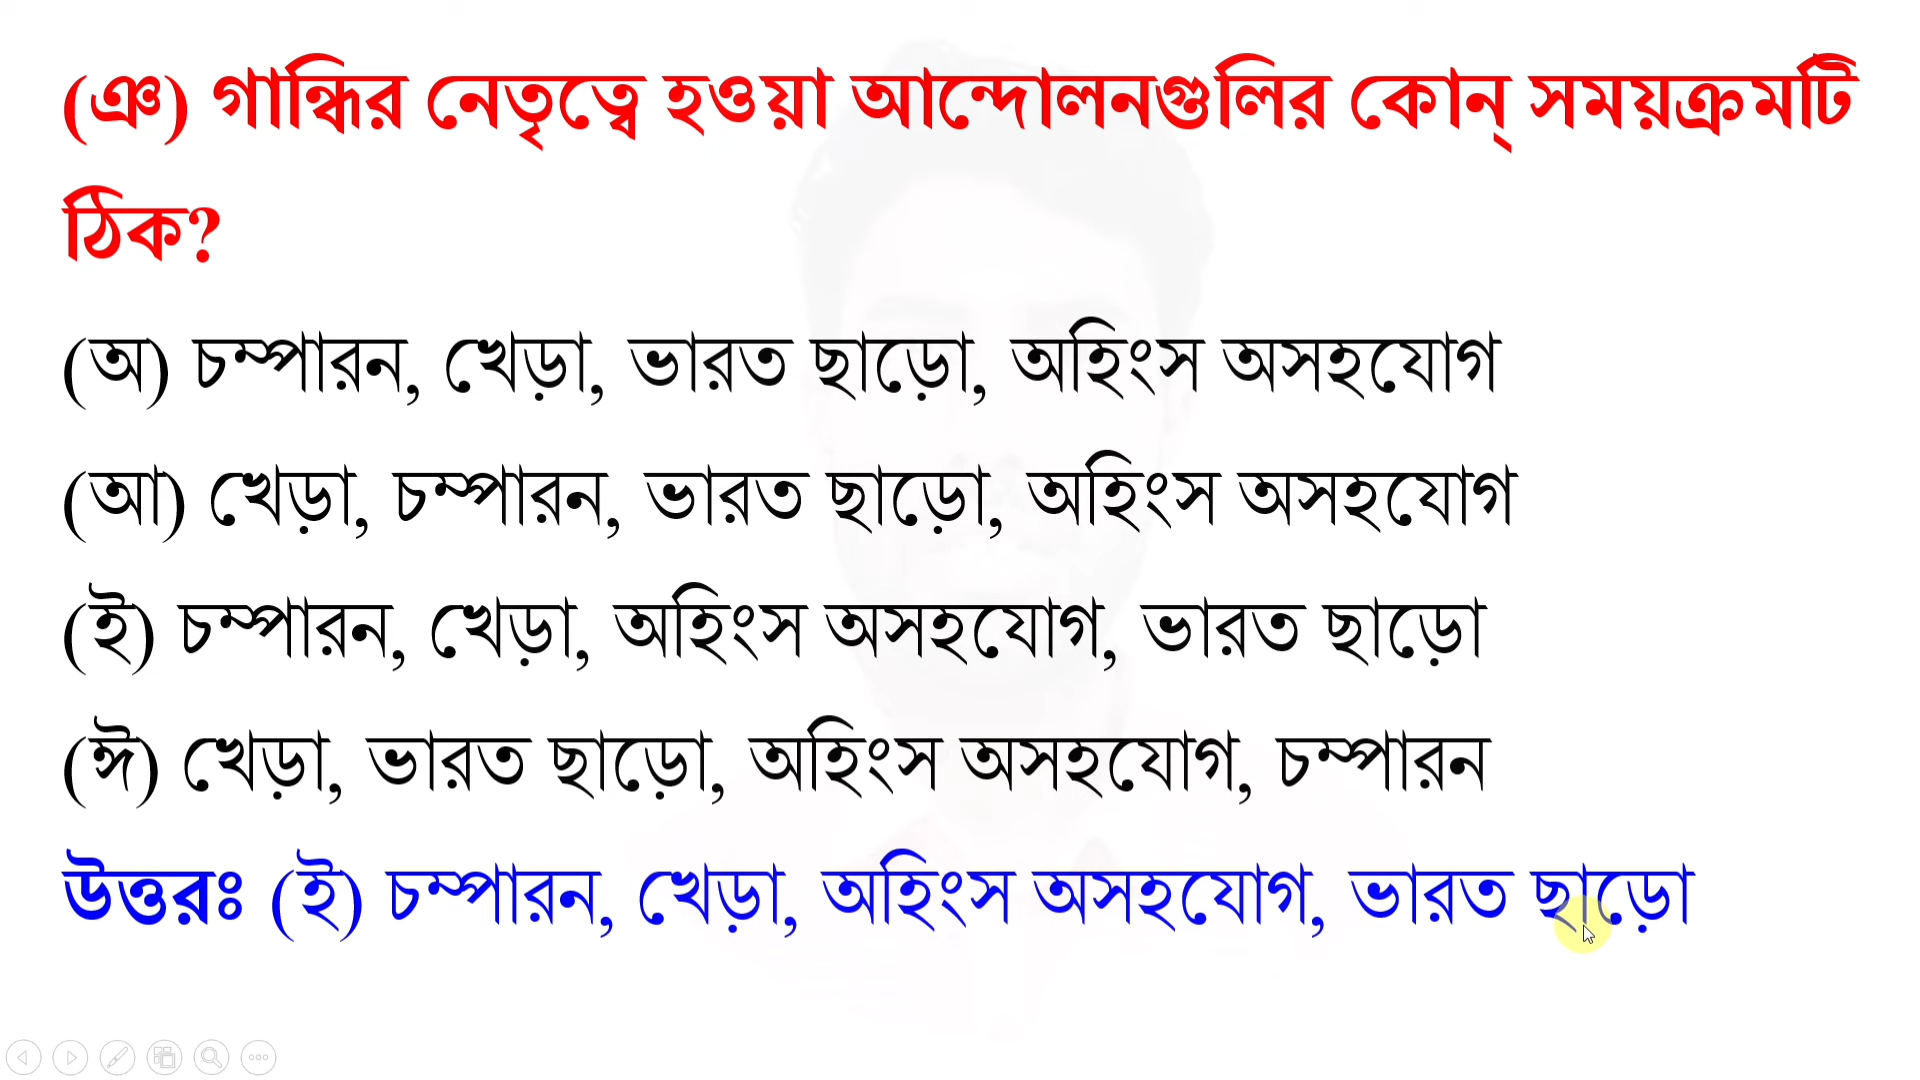 (ঞ) গান্ধির নেতৃত্বে হওয়া আন্দোলনগুলির কোন্ সময়ক্রমটি
ঠিক?
(অ) চম্পারন, খেড়া, ভারত ছাড়ো, অহিংস অসহযোগ
(আ) খেড়া, চম্পারন, ভারত ছাড়ো, অহিংস অসহযোগ
(ই) চম্পারন, খেড়া, অহিংস অসহযোগ, ভারত ছাড়ো
(ঈ) খেড়া, ভারত ছাড়ো, অহিংস অসহযোগ, চম্পারন
উত্তরঃ (ই) চম্পারন, খেড়া, অহিংস অসহযোগ, ভারত ছাড়ো